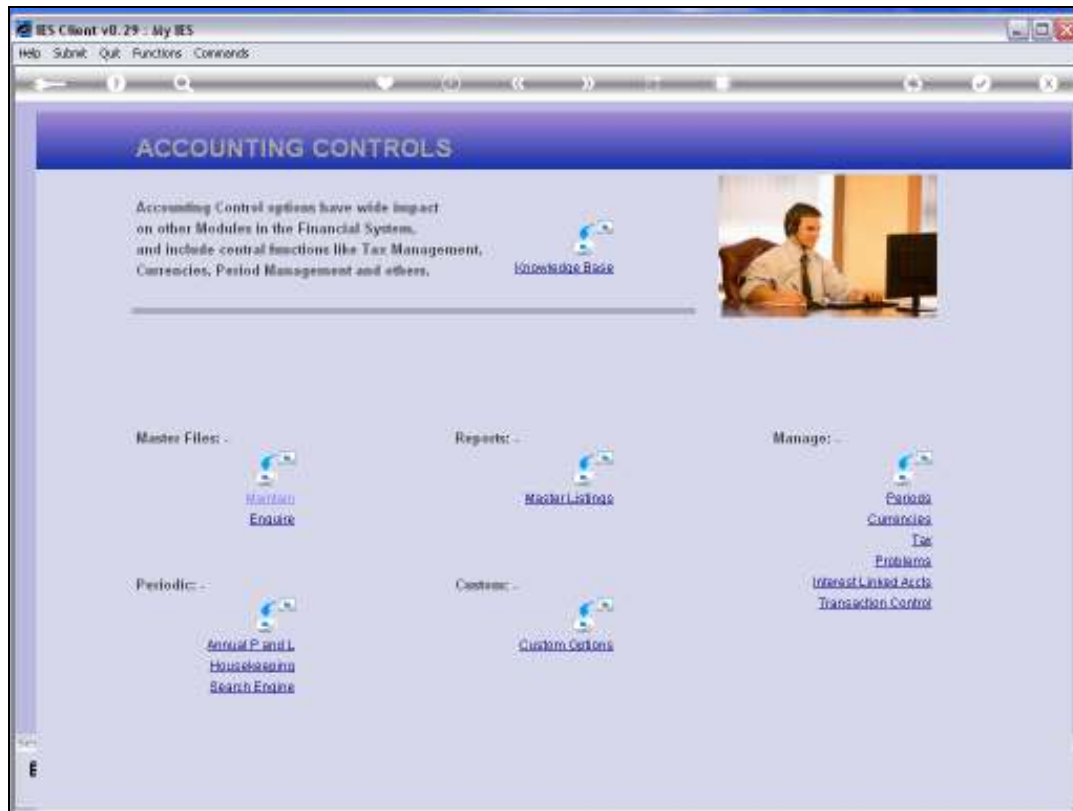 IES Client v0.29 : My IES
Help Submit Quit Functions Commands
ACCOUNTING CONTROLS
Accounting Control options have wide impact
on other Modules in the Financial System,
and include central functions like Tax Management,
Currencies, Period Management and others.
Knowledge Base
Master Files: -
Reports: -
Manage: -
Maintain
Master Listings
Periods
Enquire
Currencies
Tax
Problems
Periodic: -
Custom: -
Interest Linked Accts
Transaction Control
Annual P and L
Custom Options
Housekeeping
Search Engine